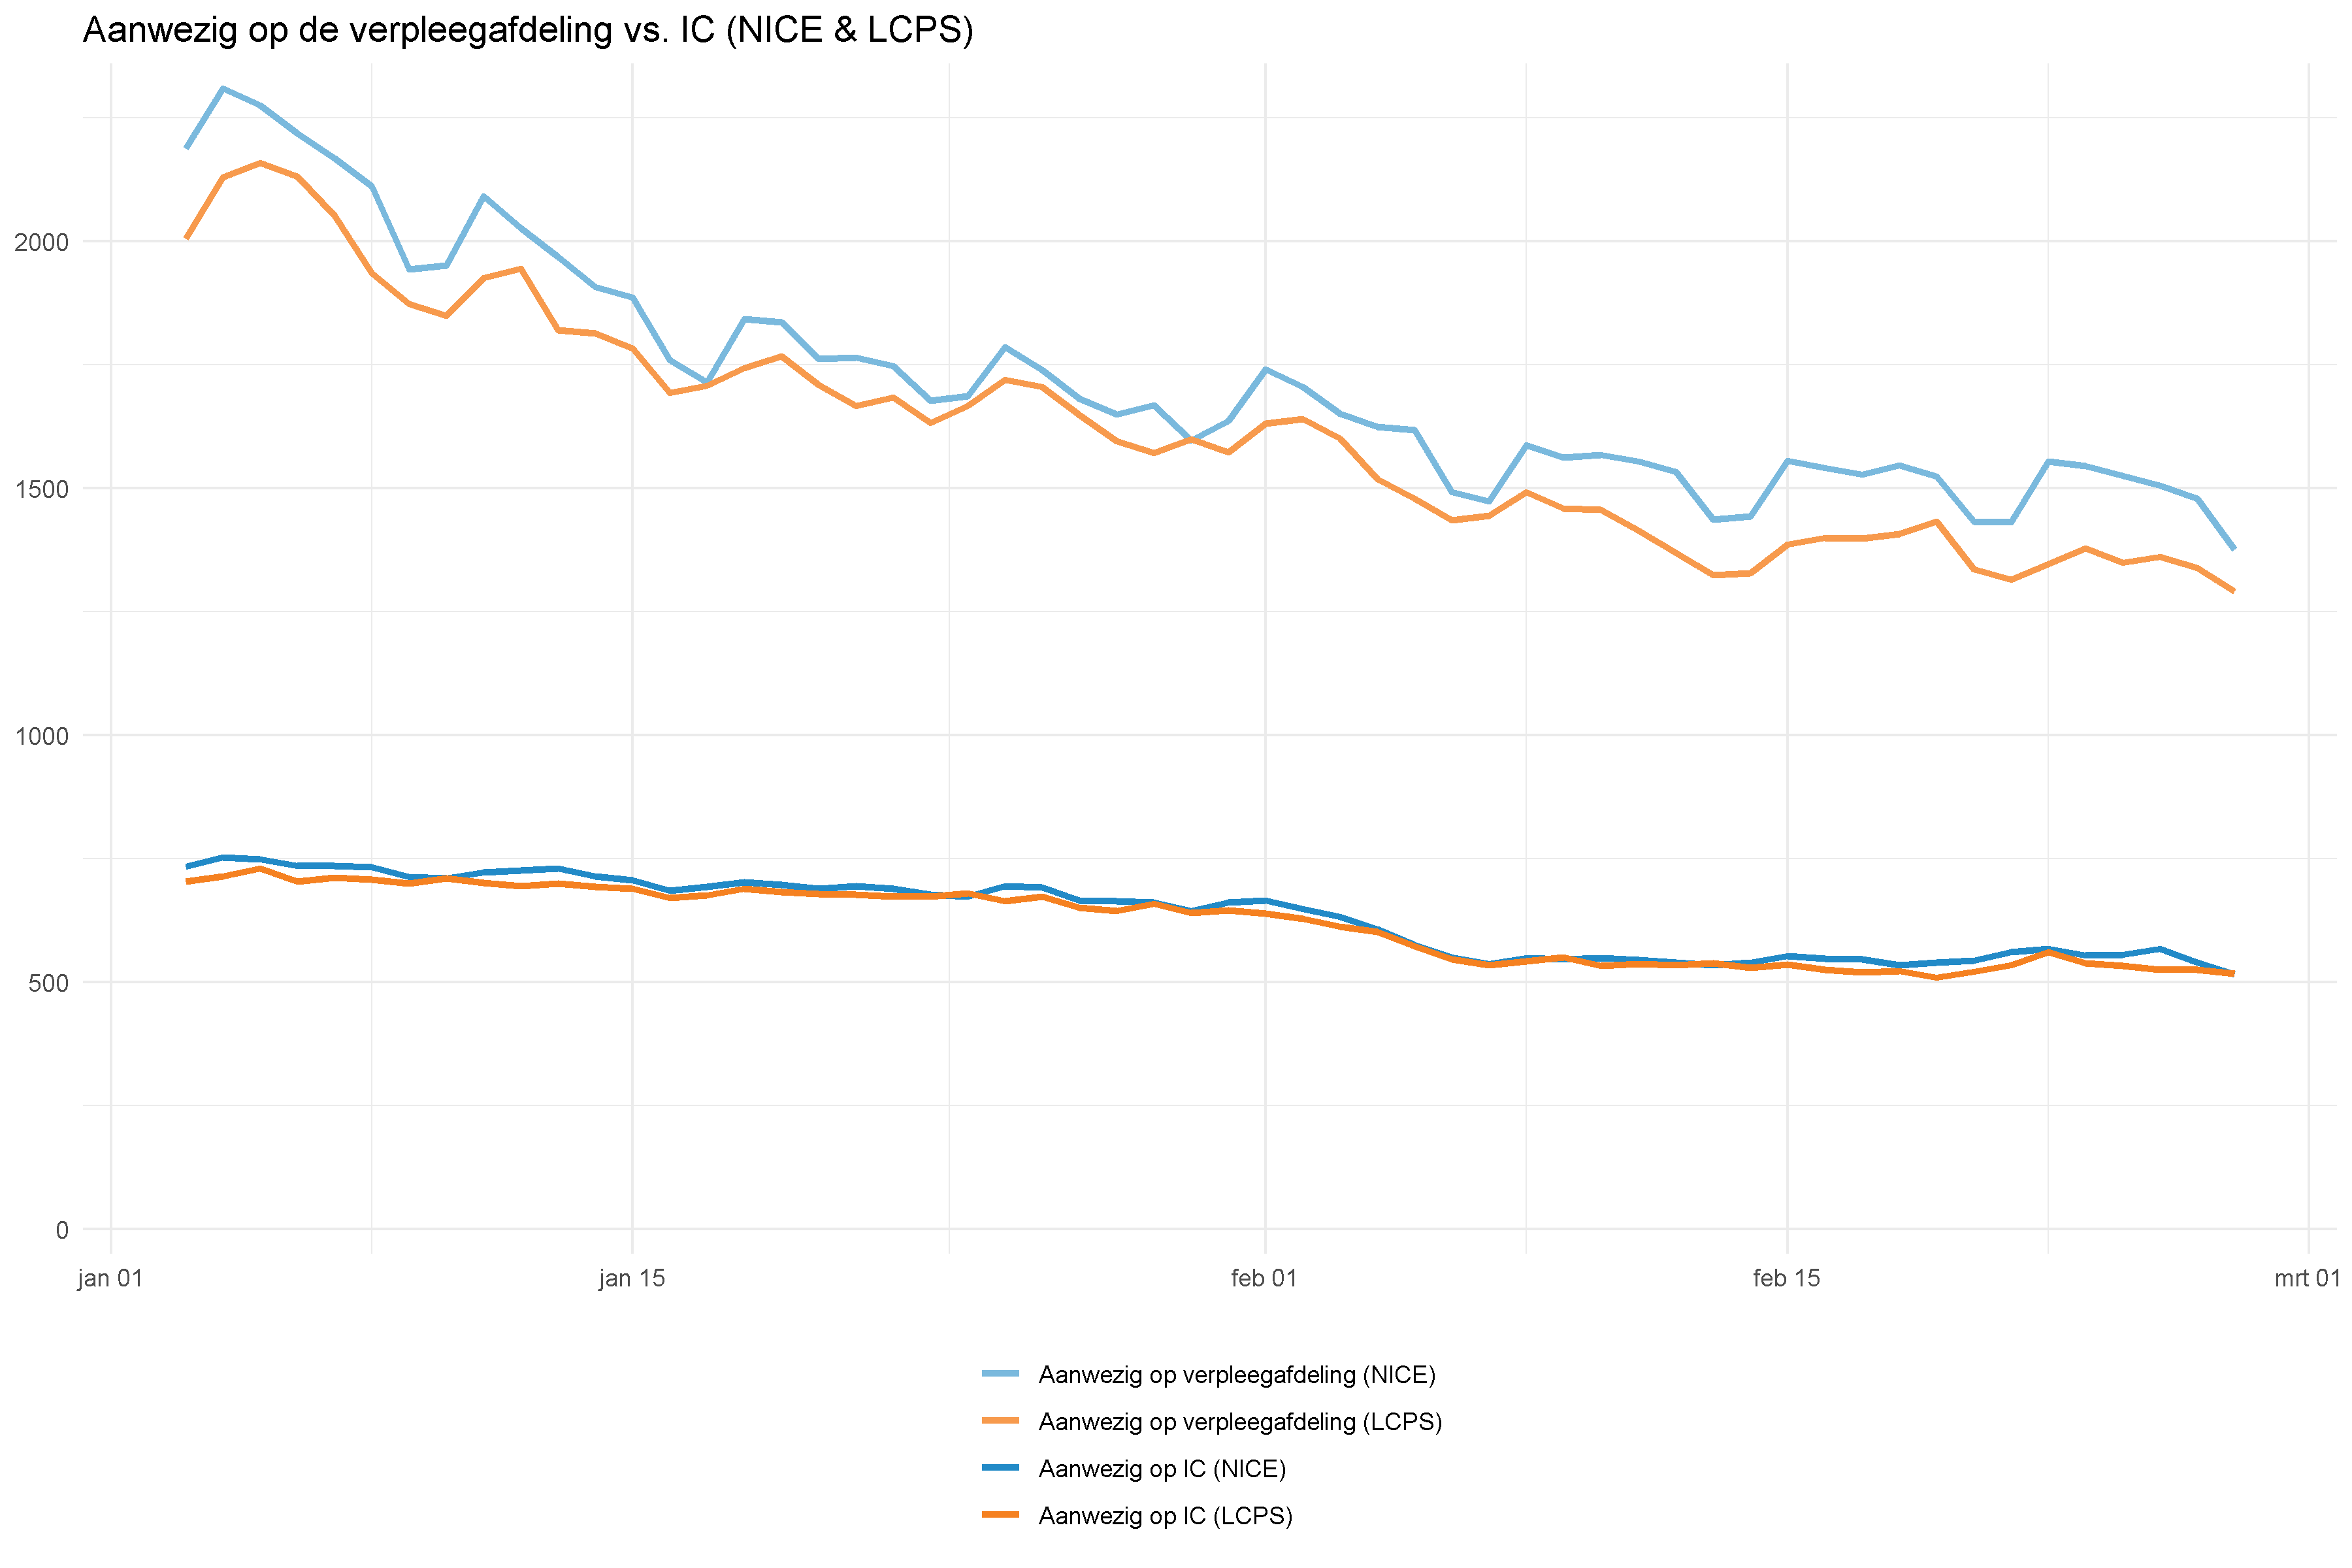 Aanwezig op de verpleegafdeling vs. IC (NICE & LCPS)
2000
1500
1000
500
0
jan 01 jan 15 feb 01 feb 15 mrt 01
Aanwezig op verpleegafdeling (NICE)
Aanwezig op verpleegafdeling (LCPS)
Aanwezig op IC (NICE)
Aanwezig op IC (LCPS)